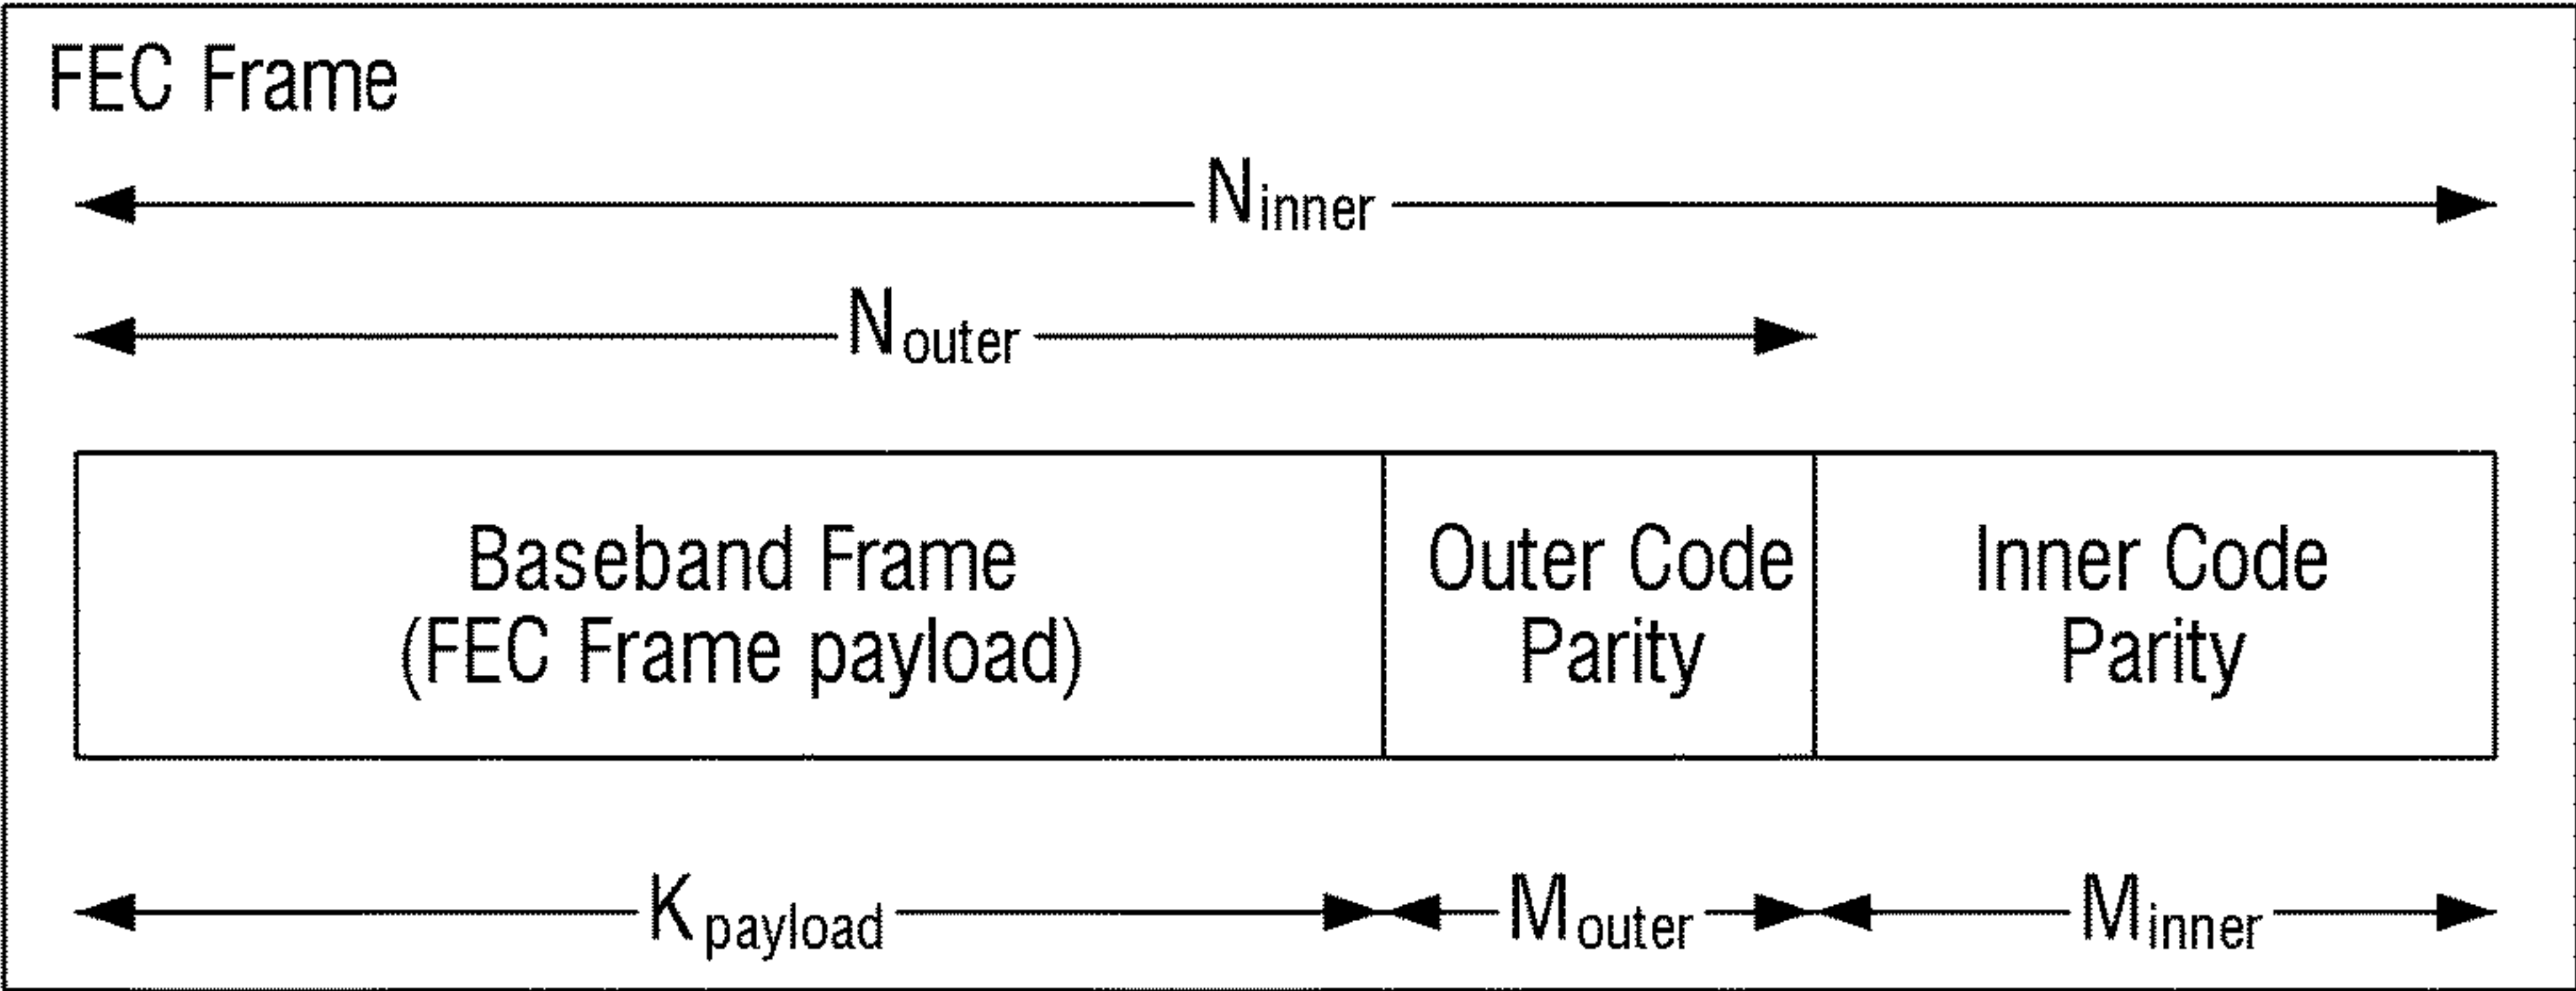 FEC Frame
Ninner
Nouter
Baseband Frame
(FEC Frame payload)
Outer Code
Parity
Inner Code
Parity
Kpayload
Mouter
Minner